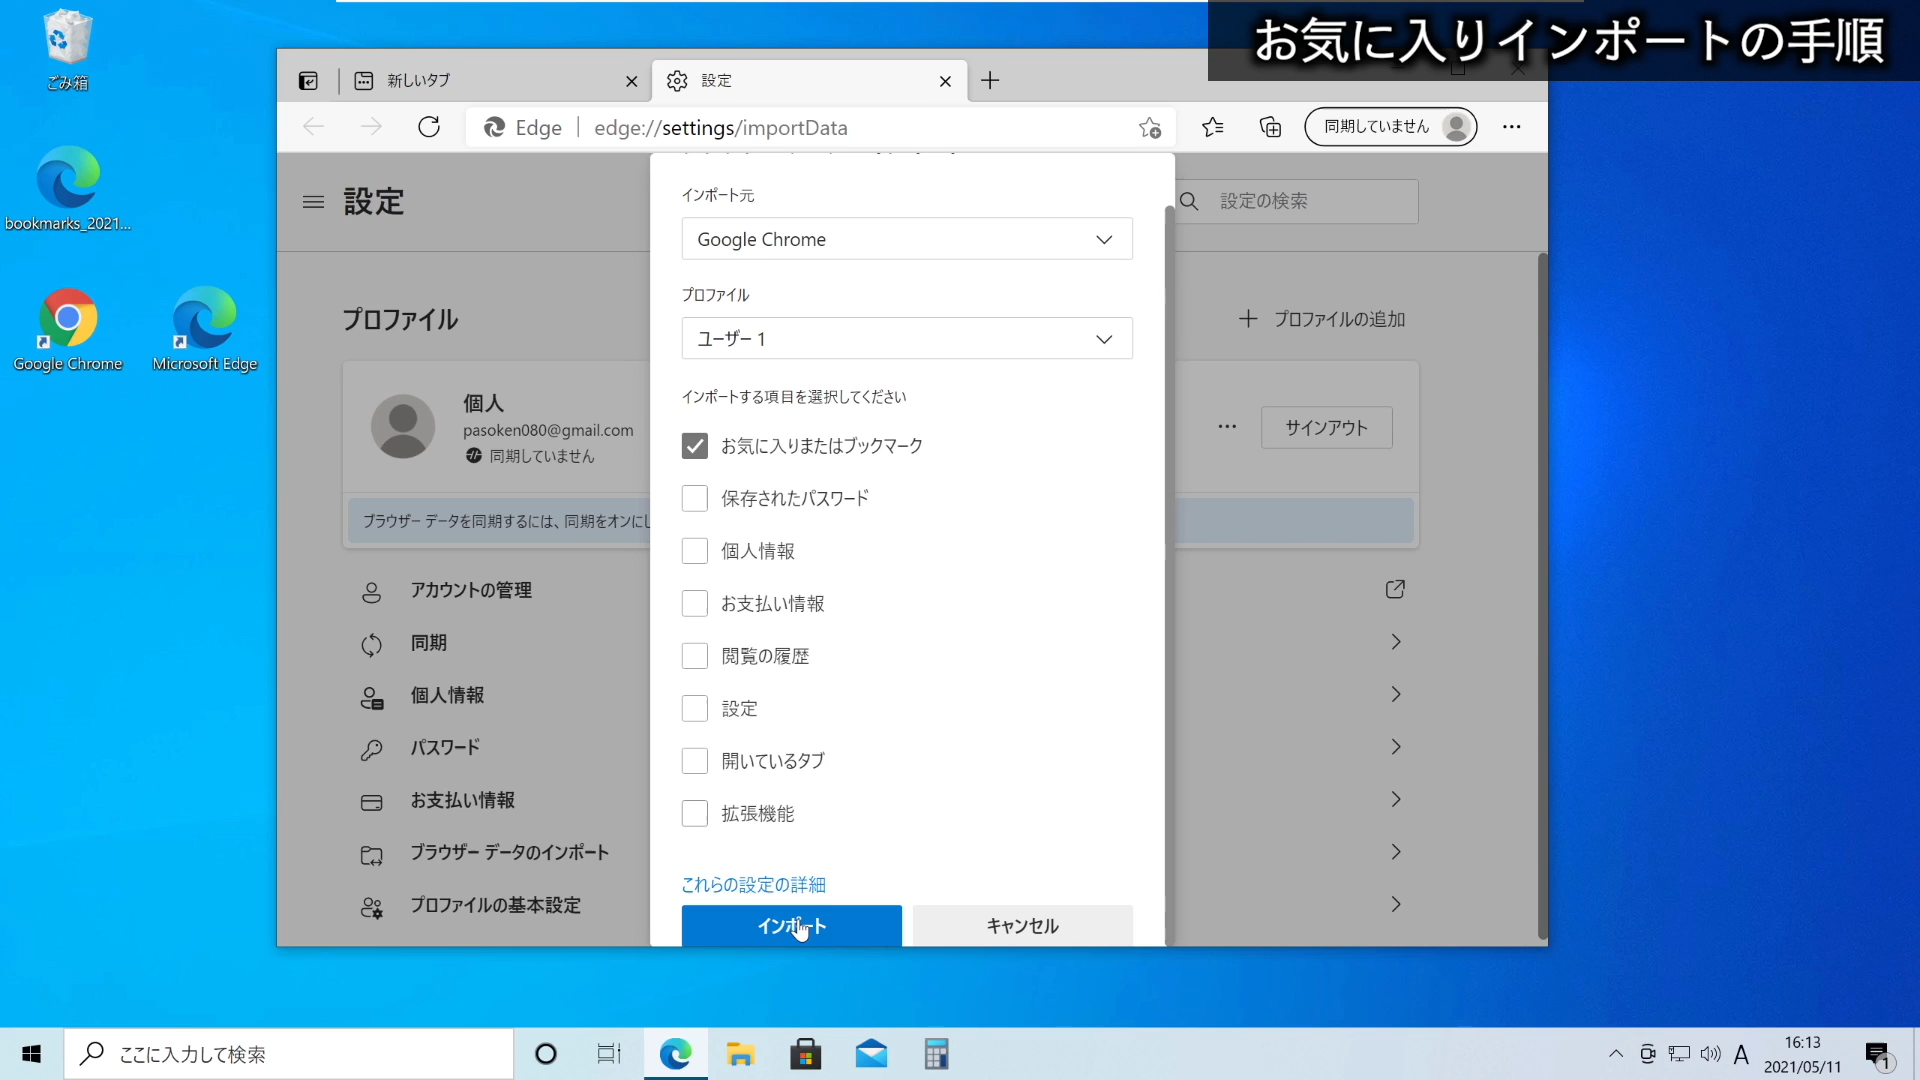 お気に入りインポートの手順
ごみ箱
bookmarks_2021...
Google Chrome
Microsoft Edge
新しいタブ
設定
Edge
edge://settings/importData
同期していません
設定
設定の検索
プロファイル
プロファイルの追加
個人
pasoken080@gmail.com
同期していません
サインアウト
ブラウザー データを同期するには、同期をオンにし
アカウントの管理
同期
個人情報
パスワード
お支払い情報
ブラウザー データのインポート
プロファイルの基本設定
インポート元
Google Chrome
プロファイル
ユーザー 1
インポートする項目を選択してください
お気に入りまたはブックマーク
保存されたパスワード
個人情報
お支払い情報
閲覧の履歴
設定
開いているタブ
拡張機能
これらの設定の詳細
インポート
キャンセル
ここに入力して検索
A
16:13
2021/05/11
1